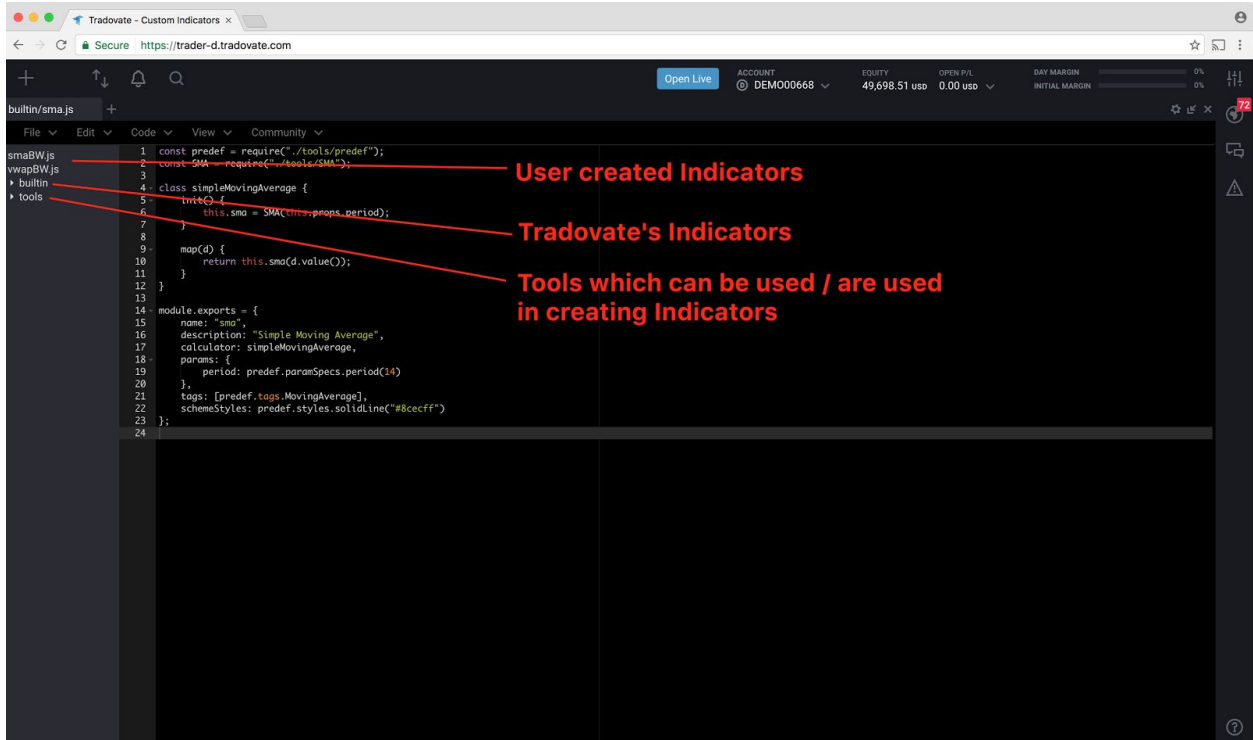 Tradovate - Custom Indicators ×
Secure https://trader-d.tradovate.com
Open Live
ACCOUNT
DEMO00668
EQUITY
49,698.51 USD
OPEN P/L
0.00 USD
DAY MARGIN 0%
INITIAL MARGIN 0%
builtin/sma.js +
72
File Edit Code View Community
smaBW.js
vwapBW.js
builtin
tools
1 const predef = require("./tools/predef");
2 const SMA = require("./tools/SMA");
3
4 class simpleMovingAverage {
5 init() {
6 this.sma = SMA(this.props.period);
7 }
8
9 map(d) {
10 return this.sma(d.value());
11 }
12 }
13
14 module.exports = {
15 name: "sma",
16 description: "Simple Moving Average",
17 calculator: simpleMovingAverage,
18 params: {
19 period: predef.paramSpecs.period(14)
20 },
21 tags: [predef.tags.MovingAverage],
22 schemeStyles: predef.styles.solidLine("#8cecff")
23 };
24
User created Indicators
Tradovate's Indicators
Tools which can be used / are used
in creating Indicators